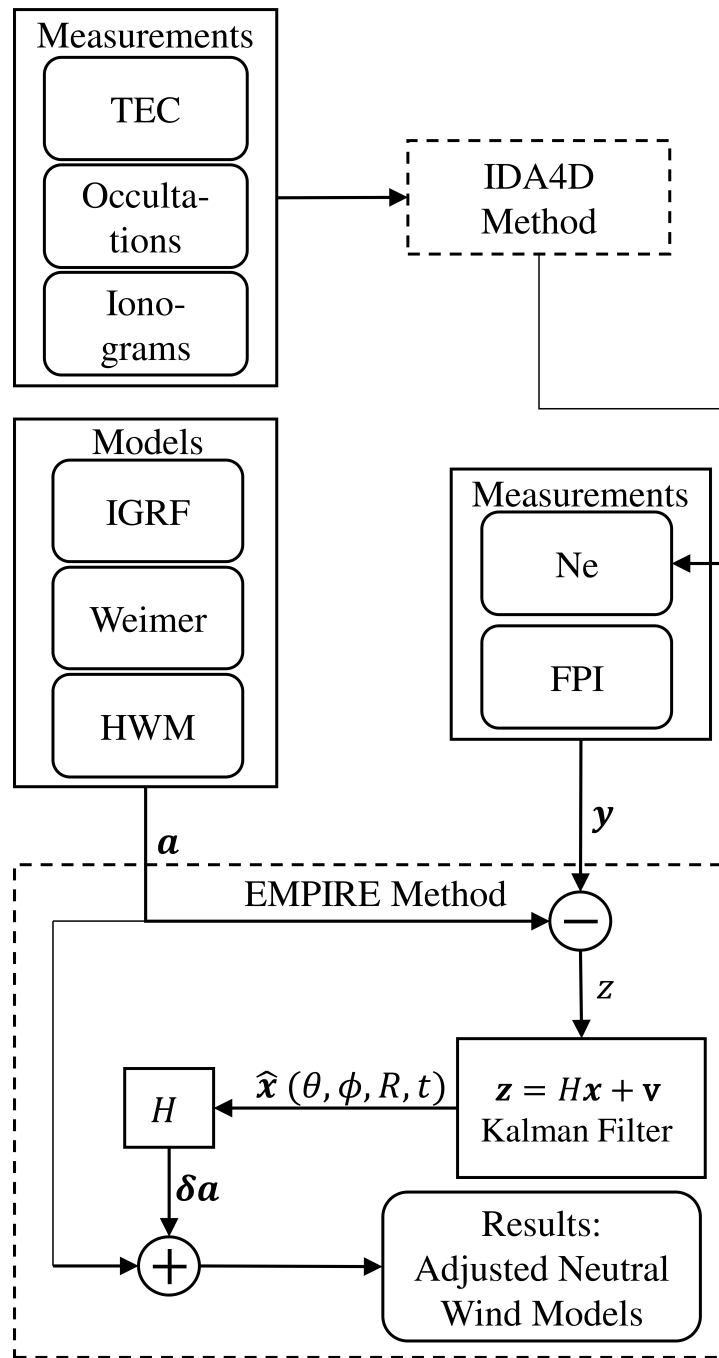 Measurements
TEC
Occulta-
tions
Iono-
grams
IDA4D
Method
Models
IGRF
Weimer
HWM
Measurements
Ne
FPI
a
y
EMPIRE Method
−
z
z = Hx + v
Kalman Filter
x̂ (θ, ϕ, R, t)
H
δa
+
Results:
Adjusted Neutral
Wind Models